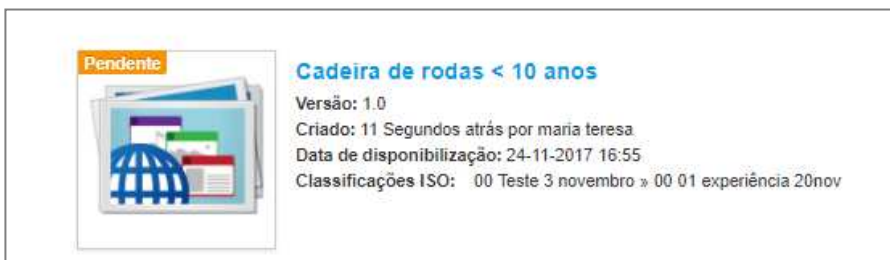 Pendente
Cadeira de rodas < 10 anos
Versão: 1.0
Criado: 11 Segundos atrás por maria teresa
Data de disponibilização: 24-11-2017 16:55
Classificações ISO: 00 Teste 3 novembro » 00 01 experiência 20nov